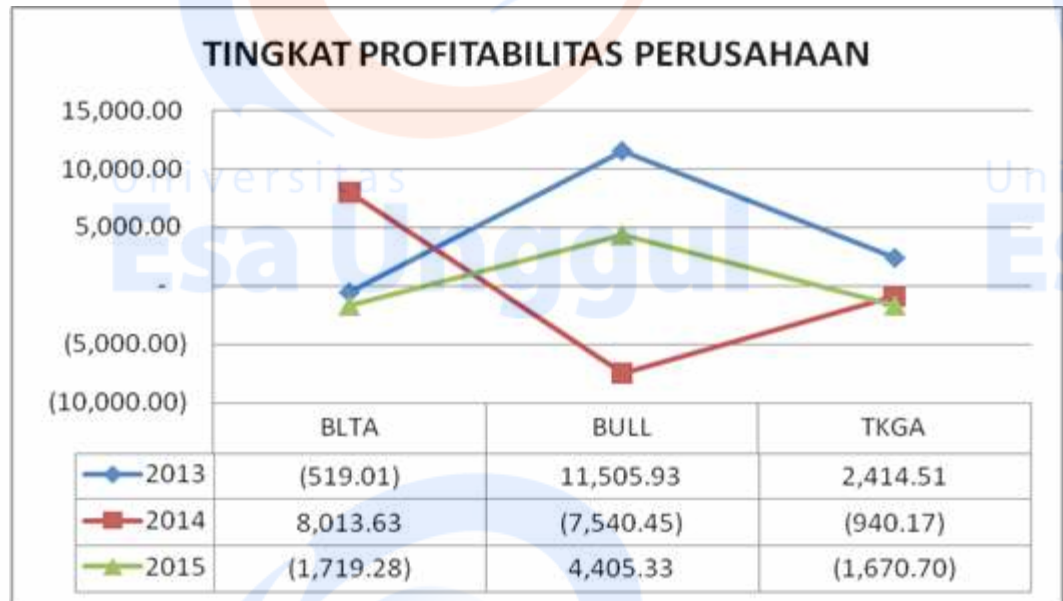 TINGKAT PROFITABILITAS PERUSAHAAN
15,000.00
10,000.00
5,000.00
-
(5,000.00)
(10,000.00)
BLTA BULL TKGA
2013 (519.01) 11,505.93 2,414.51
2014 8,013.63 (7,540.45) (940.17)
2015 (1,719.28) 4,405.33 (1,670.70)
Universitas
Esa Unggul
Un
Es